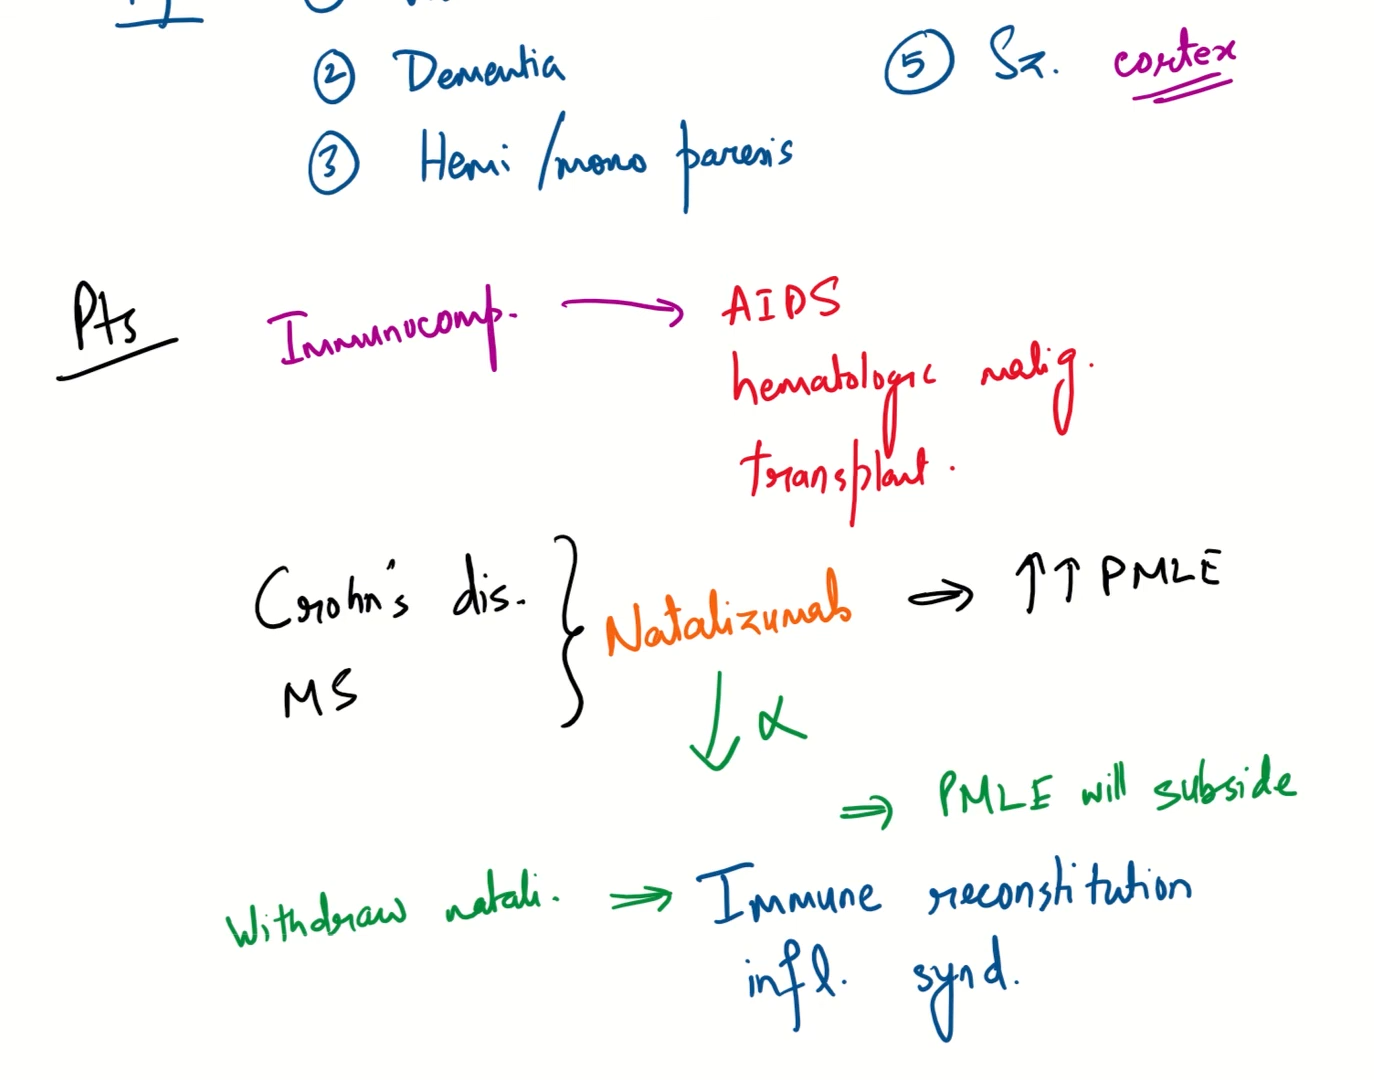 ② Dementia
⑤ Sz. cortex
③ Hemi / mono paresis
Pts
Immunocomp. → AIDS
hematologic malig.
transplant.
Crohn's dis.
MS
} Natalizumab ⇒ ↑↑ PMLE
↓ α
⇒ PMLE will subside
Withdraw natali. ⇒ Immune reconstitution
infl. synd.